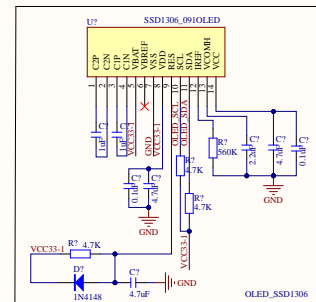 U?
SSD1306_091OLED
C2P
C2N
C1P
C1N
VBAT
VBREF
VSS
VDD
RES
SCL
SDA
IREF
VCOMH
VCC
1
2
3
4
5
6
7
8
9
10
11
12
13
14
C?
1uF
C?
1uF
VCC33-1
GND
VCC33-1
OLED_SCL
OLED_SDA
R?
4.7K
R?
560K
C?
2.2uF
C?
4.7uF
C?
0.1uF
C?
0.1uF
C?
4.7uF
R?
4.7K
GND
GND
VCC33-1
VCC33-1
R?
4.7K
D?
1N4148
C?
4.7uF
GND
OLED_SSD1306